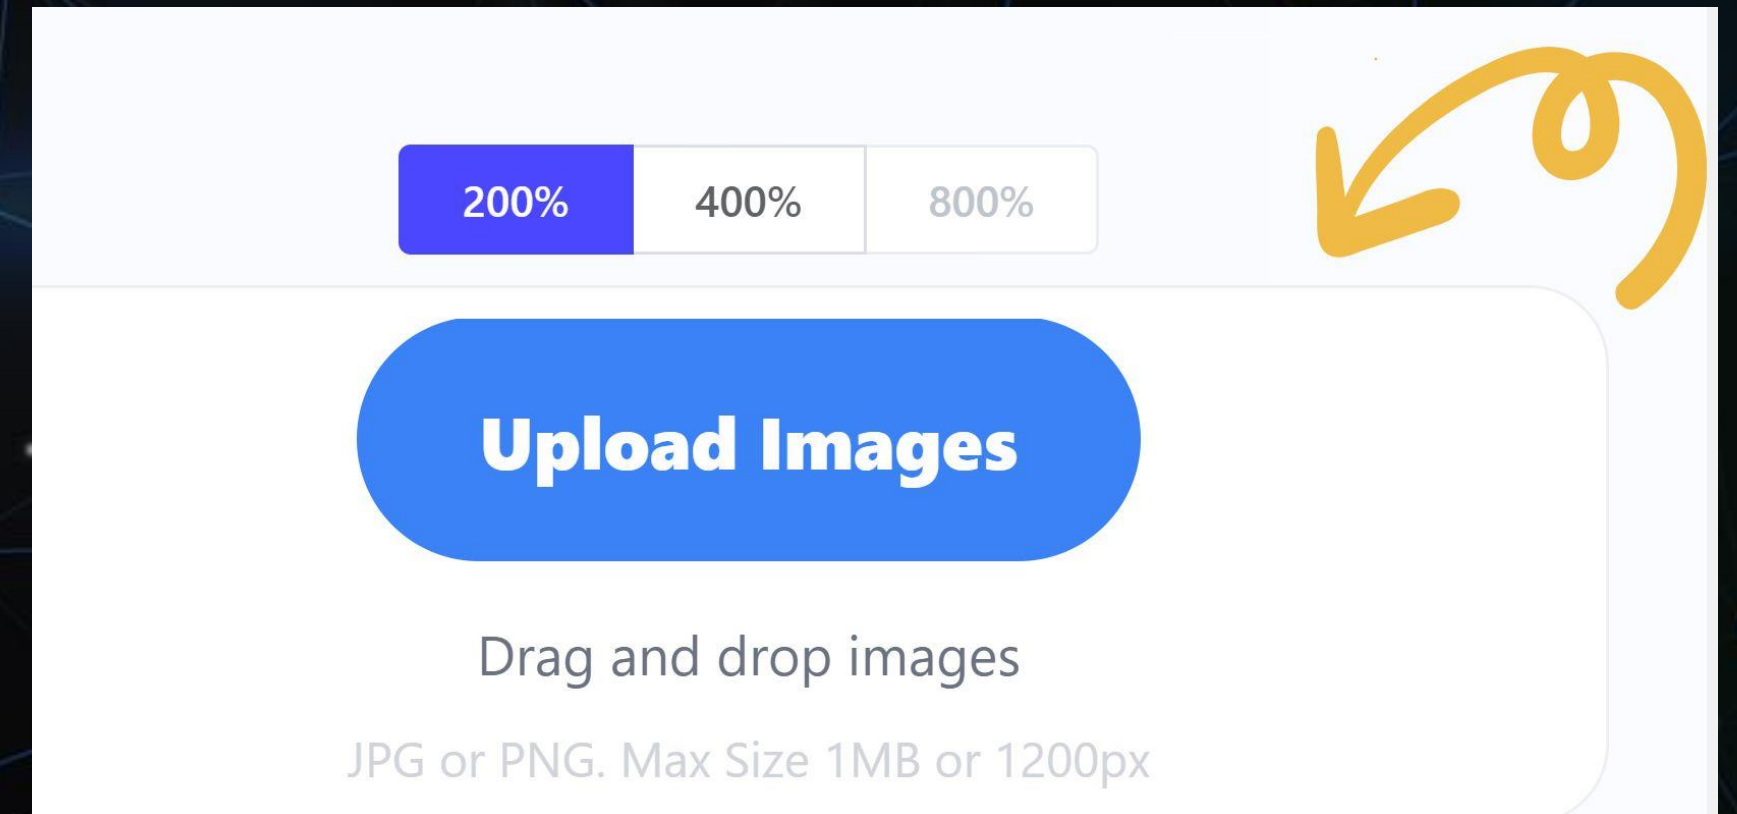 200% 400% 800%
Upload Images
Drag and drop images
JPG or PNG. Max Size 1MB or 1200px